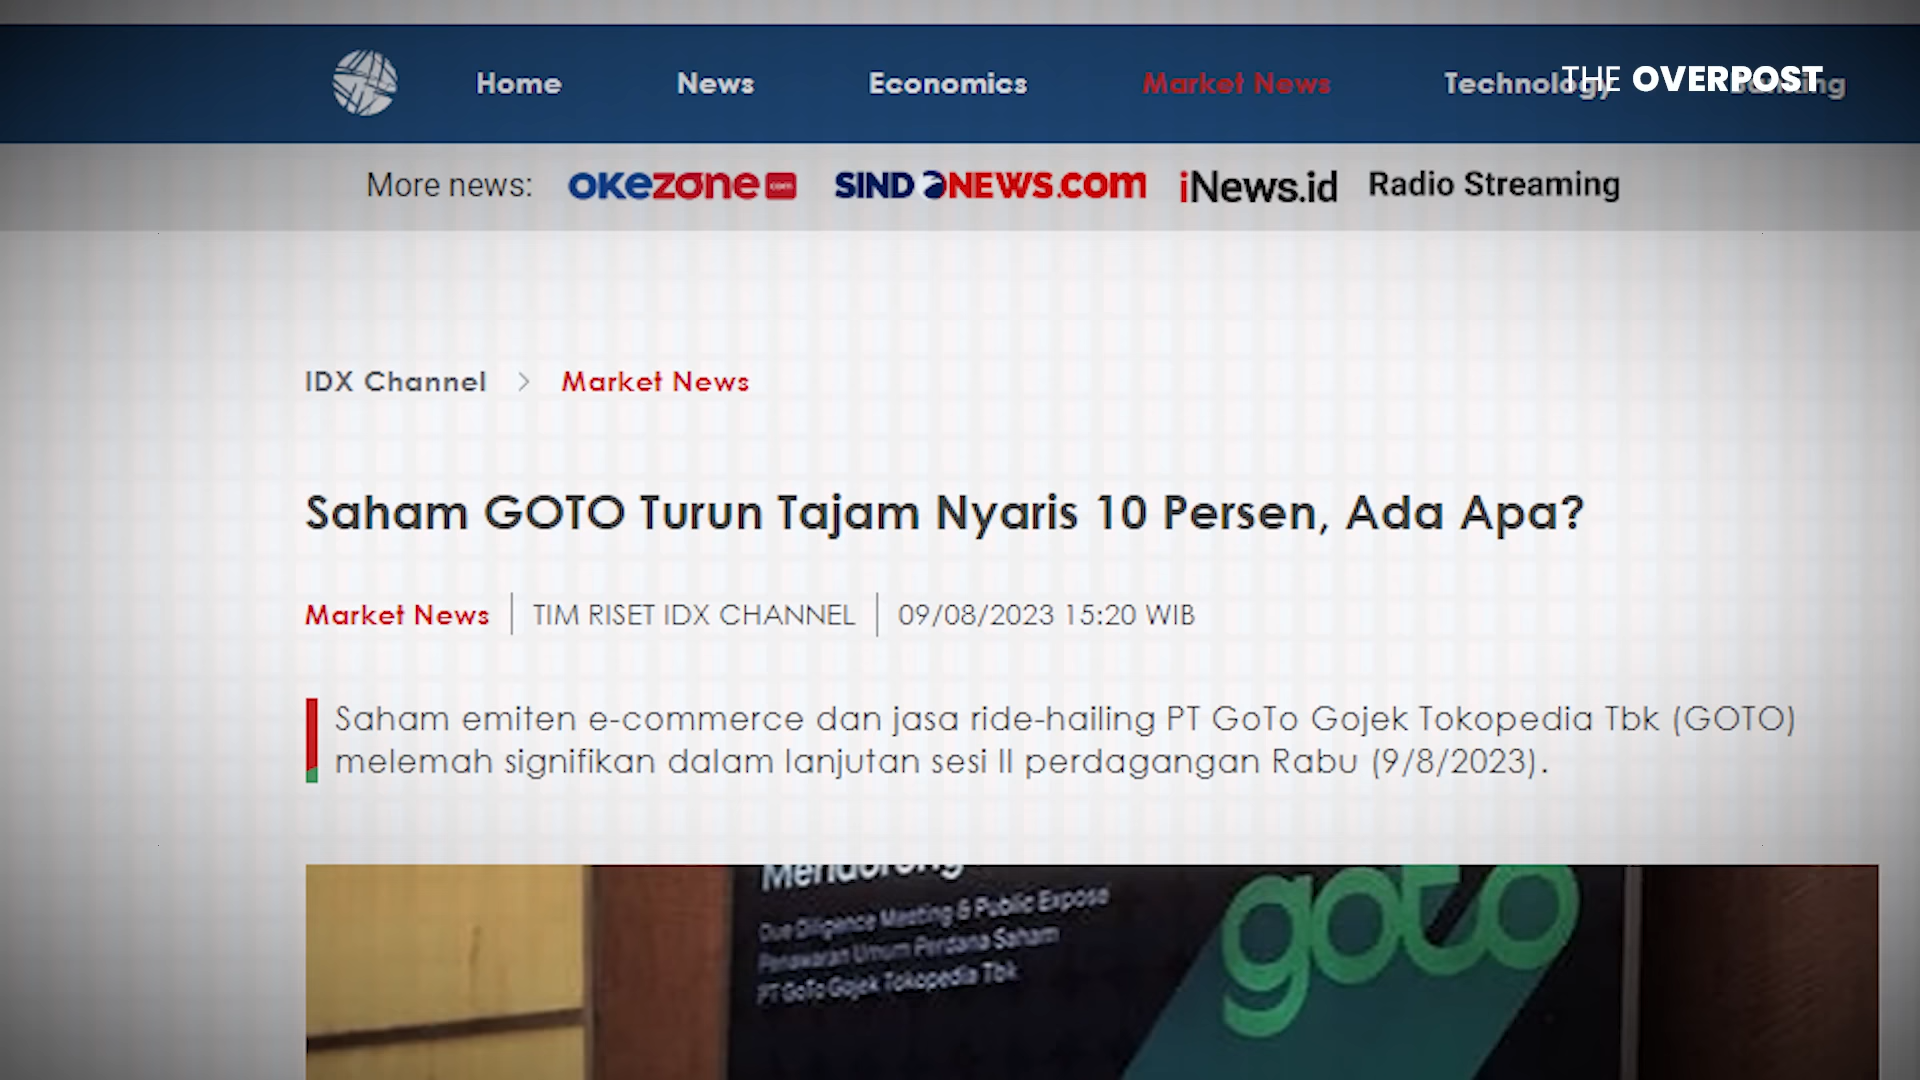 Home News Economics Market News Technology
THE OVERPOST
More news: okezone.com SINDONEWS.COM iNews.id Radio Streaming
IDX Channel > Market News
Saham GOTO Turun Tajam Nyaris 10 Persen, Ada Apa?
Market News | TIM RISET IDX CHANNEL | 09/08/2023 15:20 WIB
Saham emiten e-commerce dan jasa ride-hailing PT GoTo Gojek Tokopedia Tbk (GOTO)
melemah signifikan dalam lanjutan sesi II perdagangan Rabu (9/8/2023).
Mendorong
Due Diligence Meeting & Public Expose
Penawaran Umum Perdana Saham
PT GoTo Gojek Tokopedia Tbk
goto